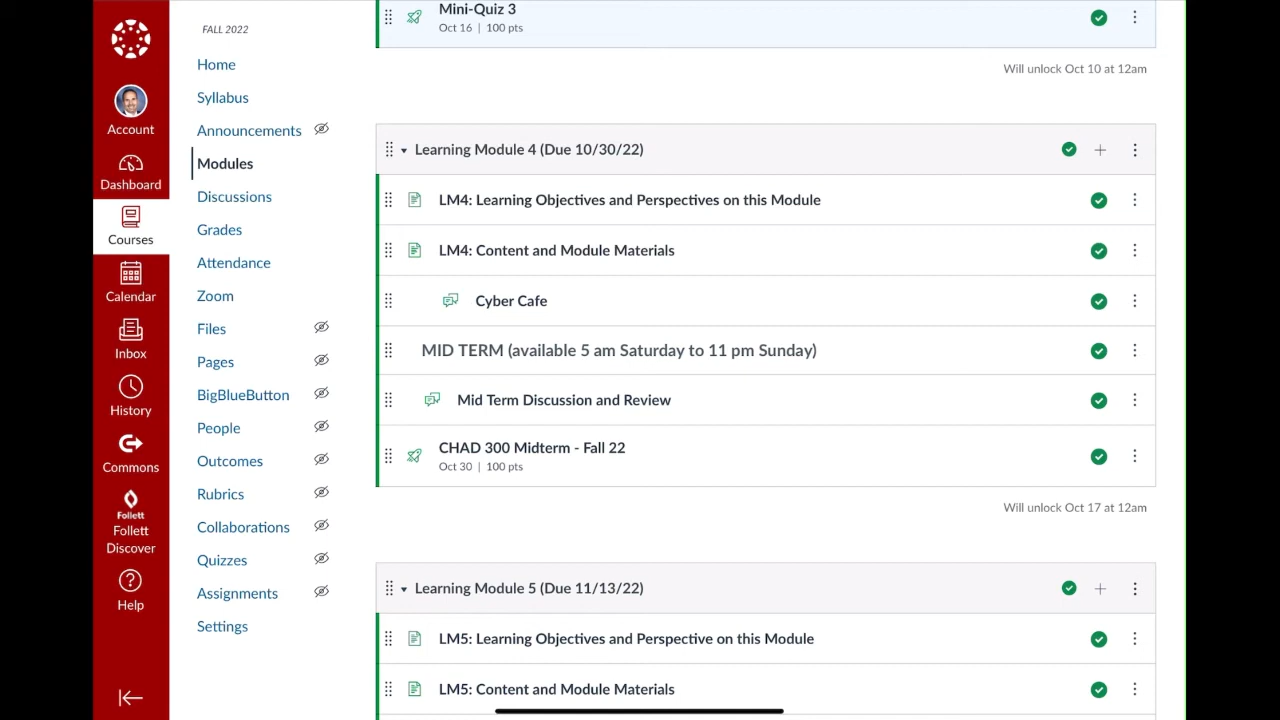 Account
Dashboard
Courses
Calendar
Inbox
History
Commons
Follett
Follett
Discover
Help
FALL 2022
Home
Syllabus
Announcements
Modules
Discussions
Grades
Attendance
Zoom
Files
Pages
BigBlueButton
People
Outcomes
Rubrics
Collaborations
Quizzes
Assignments
Settings
Mini-Quiz 3
Oct 16 | 100 pts
Will unlock Oct 10 at 12am
Learning Module 4 (Due 10/30/22)
LM4: Learning Objectives and Perspectives on this Module
LM4: Content and Module Materials
Cyber Cafe
MID TERM (available 5 am Saturday to 11 pm Sunday)
Mid Term Discussion and Review
CHAD 300 Midterm - Fall 22
Oct 30 | 100 pts
Will unlock Oct 17 at 12am
Learning Module 5 (Due 11/13/22)
LM5: Learning Objectives and Perspective on this Module
LM5: Content and Module Materials